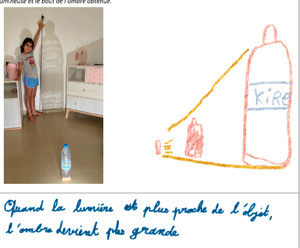 lumineuse et le bout de l'ombre obtenue.
KIRE
Quand la lumière est plus proche de l'objet,
l'ombre devient plus grande